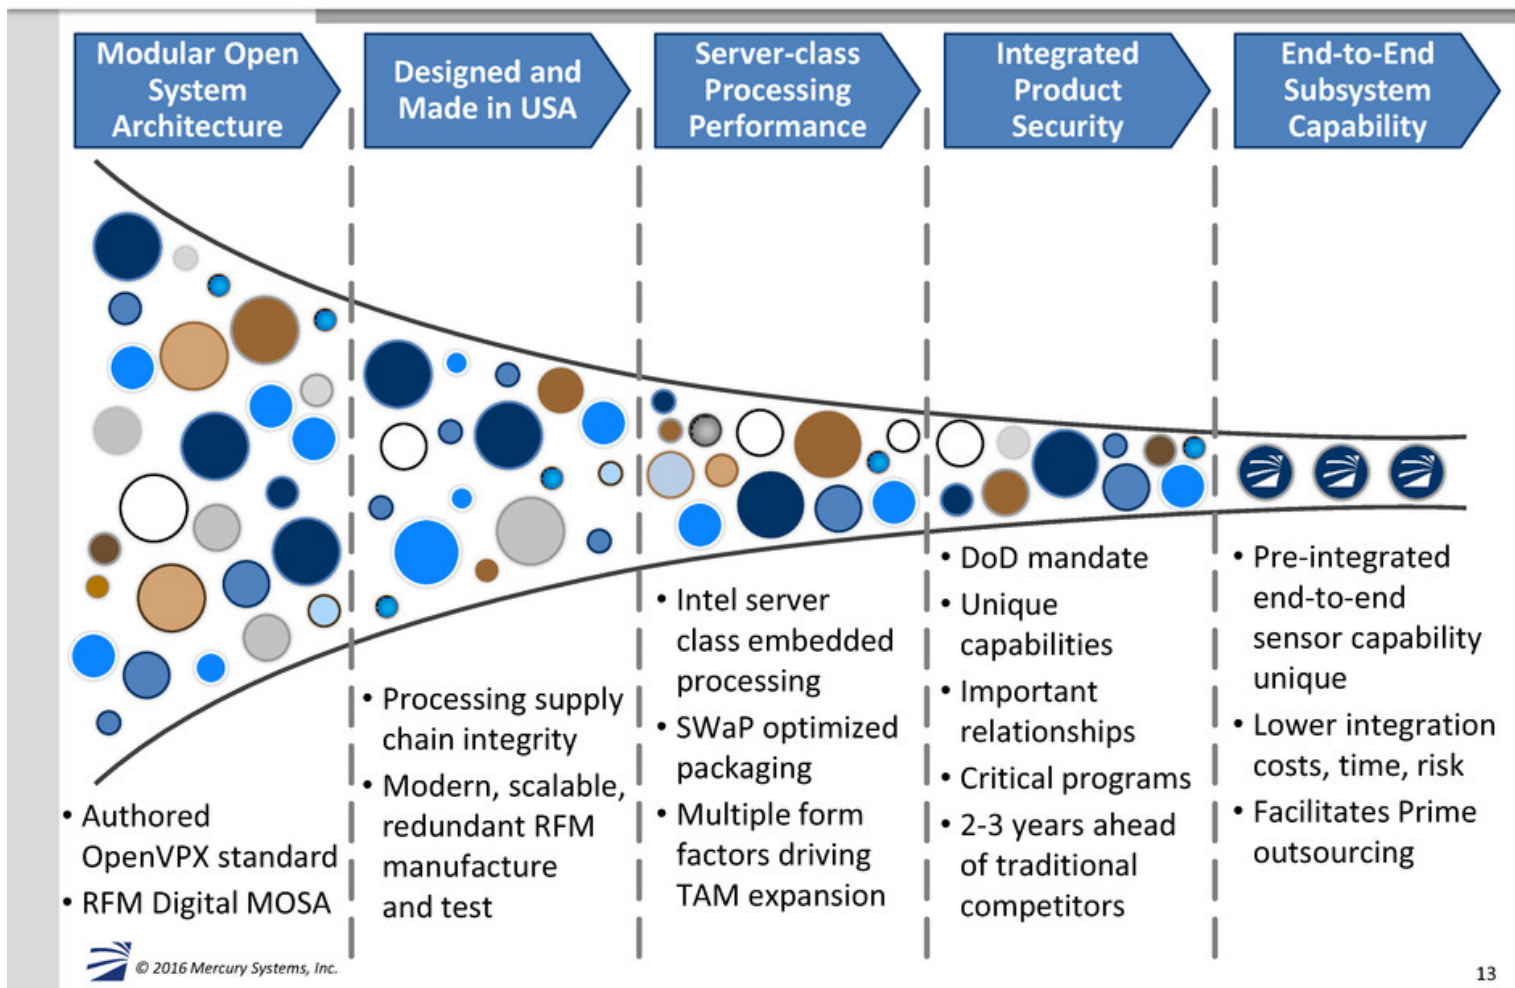 Modular Open
System
Architecture
Designed and
Made in USA
Server-class
Processing
Performance
Integrated
Product
Security
End-to-End
Subsystem
Capability
• Authored
OpenVPX standard
• RFM Digital MOSA
• Processing supply
chain integrity
• Modern, scalable,
redundant RFM
manufacture
and test
• Intel server
class embedded
processing
• SWaP optimized
packaging
• Multiple form
factors driving
TAM expansion
• DoD mandate
• Unique
capabilities
• Important
relationships
• Critical programs
• 2-3 years ahead
of traditional
competitors
• Pre-integrated
end-to-end
sensor capability
unique
• Lower integration
costs, time, risk
• Facilitates Prime
outsourcing
© 2016 Mercury Systems, Inc.
13